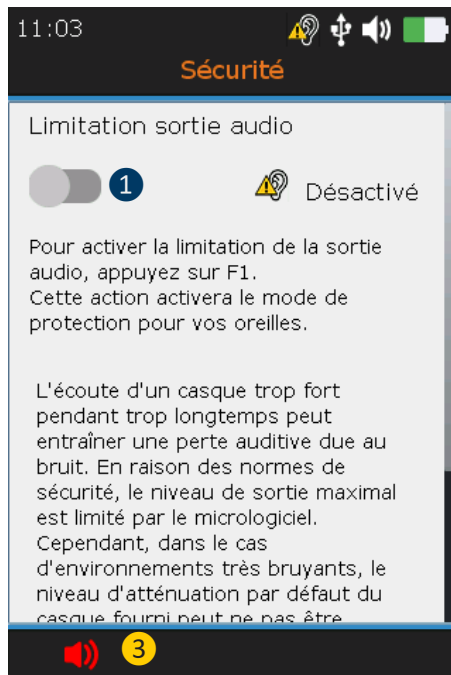 11:03
Sécurité
Limitation sortie audio
1
Désactivé
Pour activer la limitation de la sortie
audio, appuyez sur F1.
Cette action activera le mode de
protection pour vos oreilles.
L'écoute d'un casque trop fort
pendant trop longtemps peut
entraîner une perte auditive due au
bruit. En raison des normes de
sécurité, le niveau de sortie maximal
est limité par le micrologiciel.
Cependant, dans le cas
d'environnements très bruyants, le
niveau d'atténuation par défaut du
casque fourni peut ne pas être
3